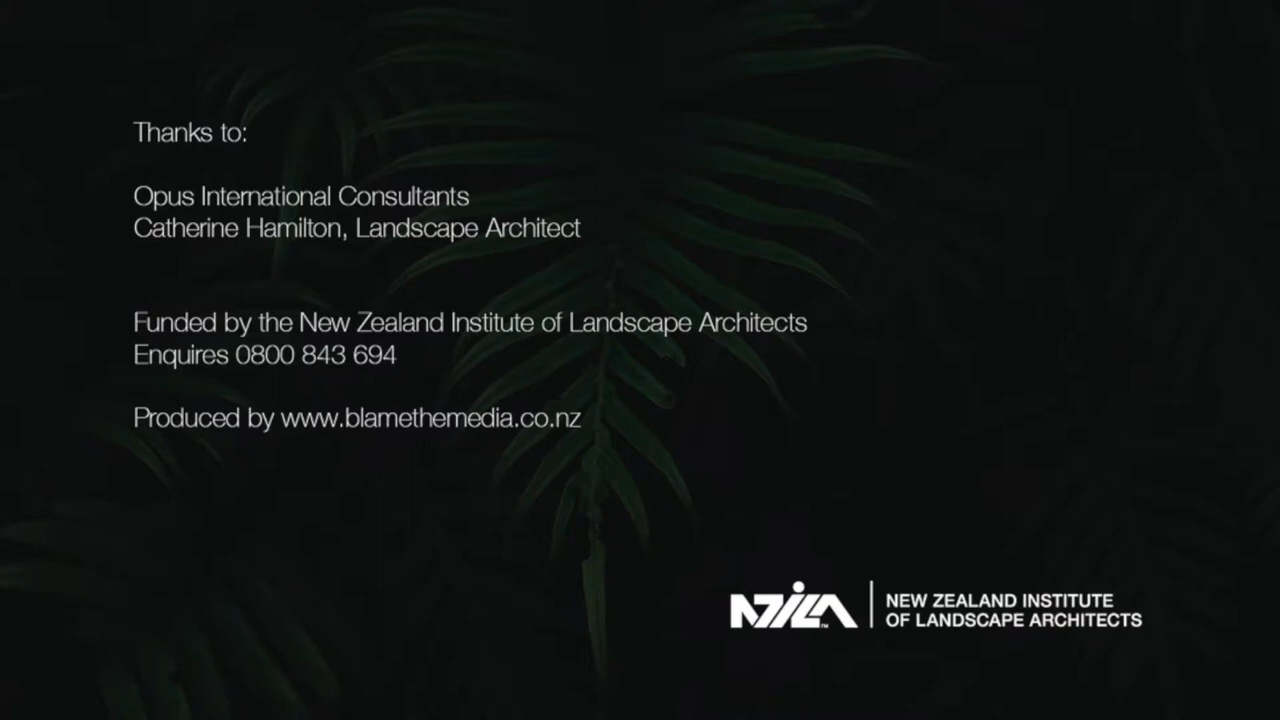 Thanks to:
Opus International Consultants
Catherine Hamilton, Landscape Architect
Funded by the New Zealand Institute of Landscape Architects
Enquires 0800 843 694
Produced by www.blamethemedia.co.nz
NZILA™
NEW ZEALAND INSTITUTE
OF LANDSCAPE ARCHITECTS